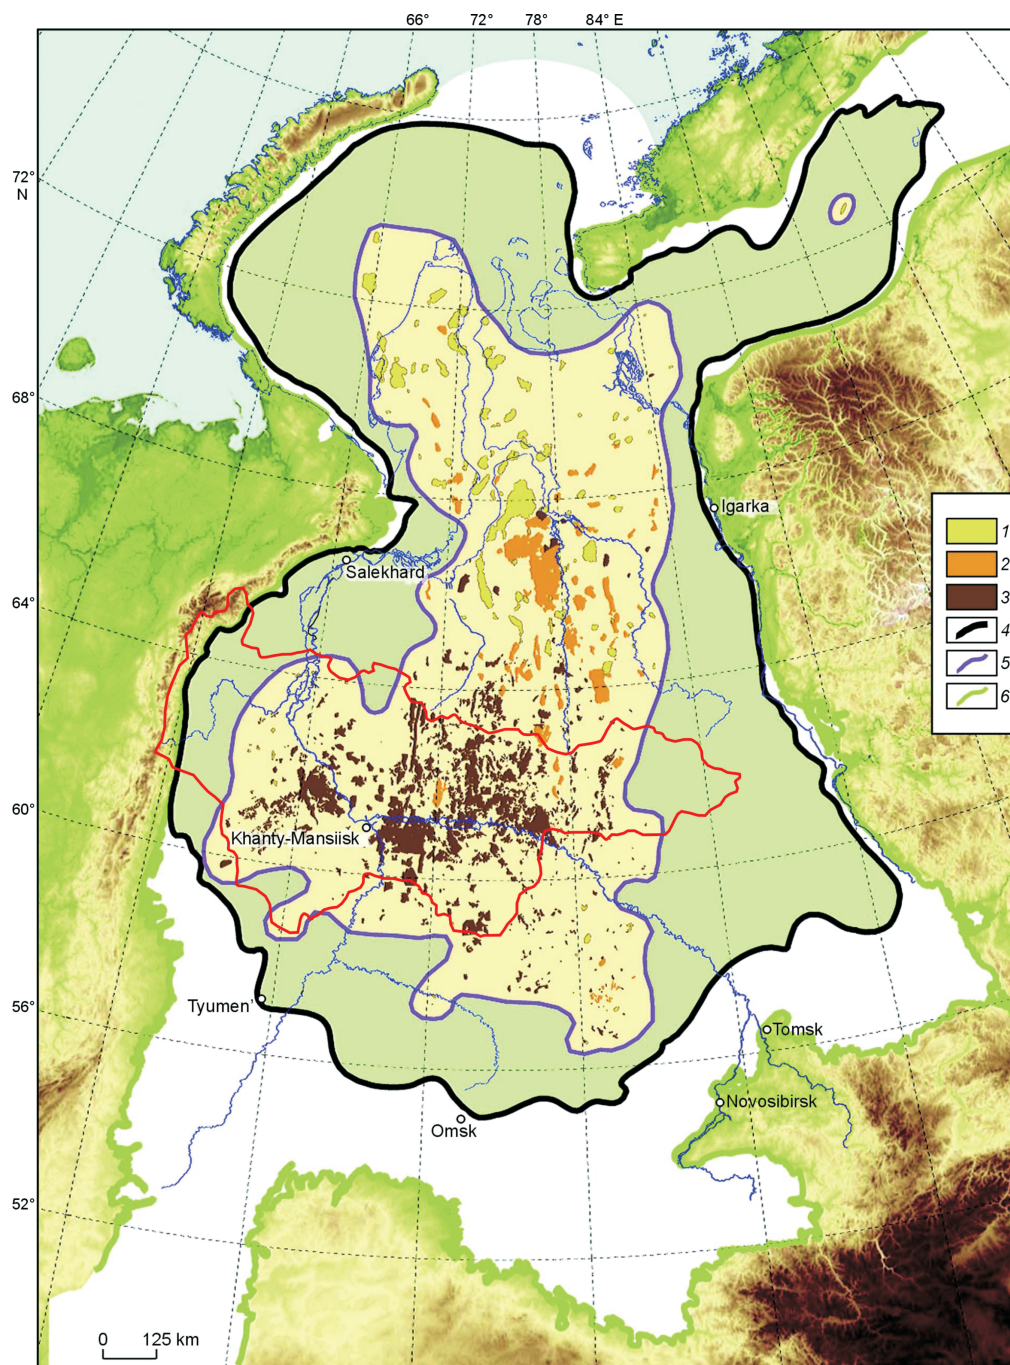 66° 72° 78° 84° E
72°
N
68°
Igarka
1
2
Salekhard
3
64°
4
5
6
60°
Khanty-Mansiisk
56°
Tyumen'
Tomsk
Novosibirsk
Omsk
52°
0 125 km